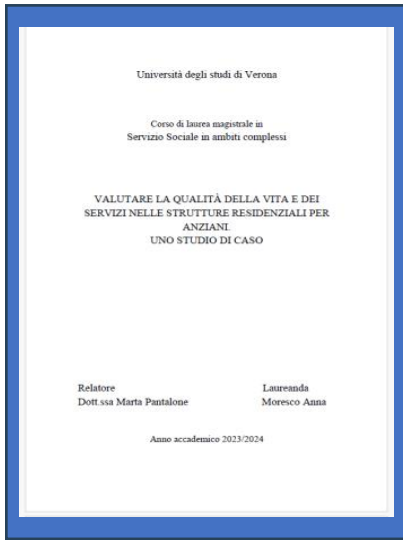 Università degli studi di Verona
Corso di laurea magistrale in
Servizio Sociale in ambiti complessi
VALUTARE LA QUALITÀ DELLA VITA E DEI
SERVIZI NELLE STRUTTURE RESIDENZIALI PER
ANZIANI.
UNO STUDIO DI CASO
Relatore
Laureanda
Dott.ssa Marta Pantalone
Moresco Anna
Anno accademico 2023/2024